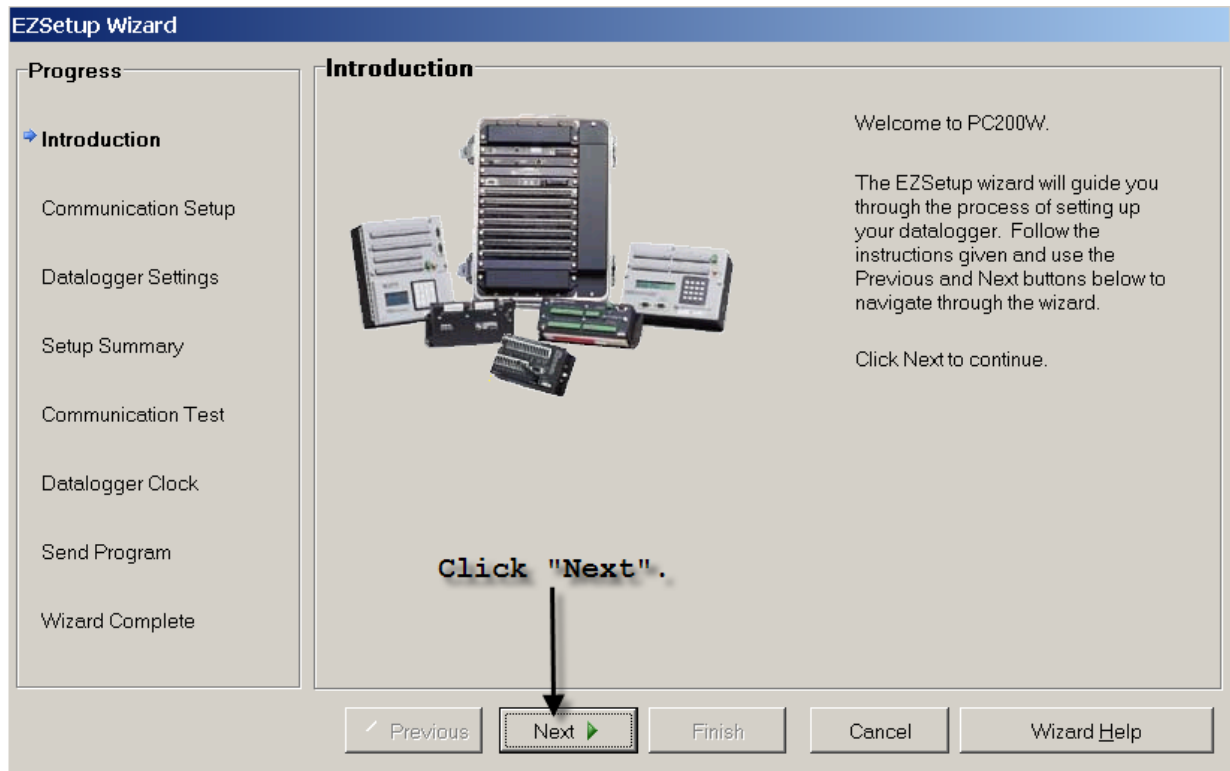 EZSetup Wizard
Progress
Introduction
Communication Setup
Datalogger Settings
Setup Summary
Communication Test
Datalogger Clock
Send Program
Wizard Complete
Introduction
Welcome to PC200W.
The EZSetup wizard will guide you
through the process of setting up
your datalogger. Follow the
instructions given and use the
Previous and Next buttons below to
navigate through the wizard.
Click Next to continue.
Click "Next".
Previous
Next
Finish
Cancel
Wizard Help